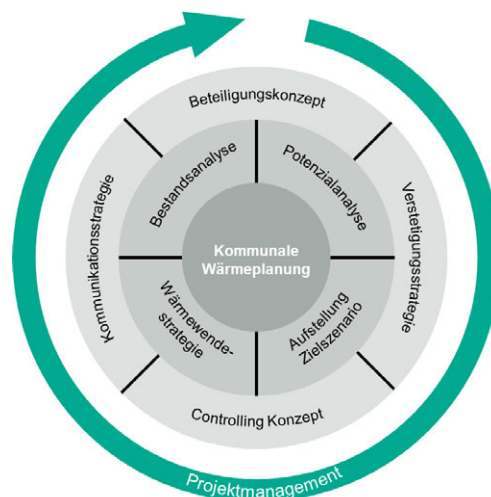 Beteiligungskonzept
Bestandsanalyse
Potenzialanalyse
Kommunikationsstrategie
Verstetigungsstrategie
Kommunale
Wärmeplanung
Wärmewende-
strategie
Aufstellung
Zielszenario
Controlling Konzept
Projektmanagement